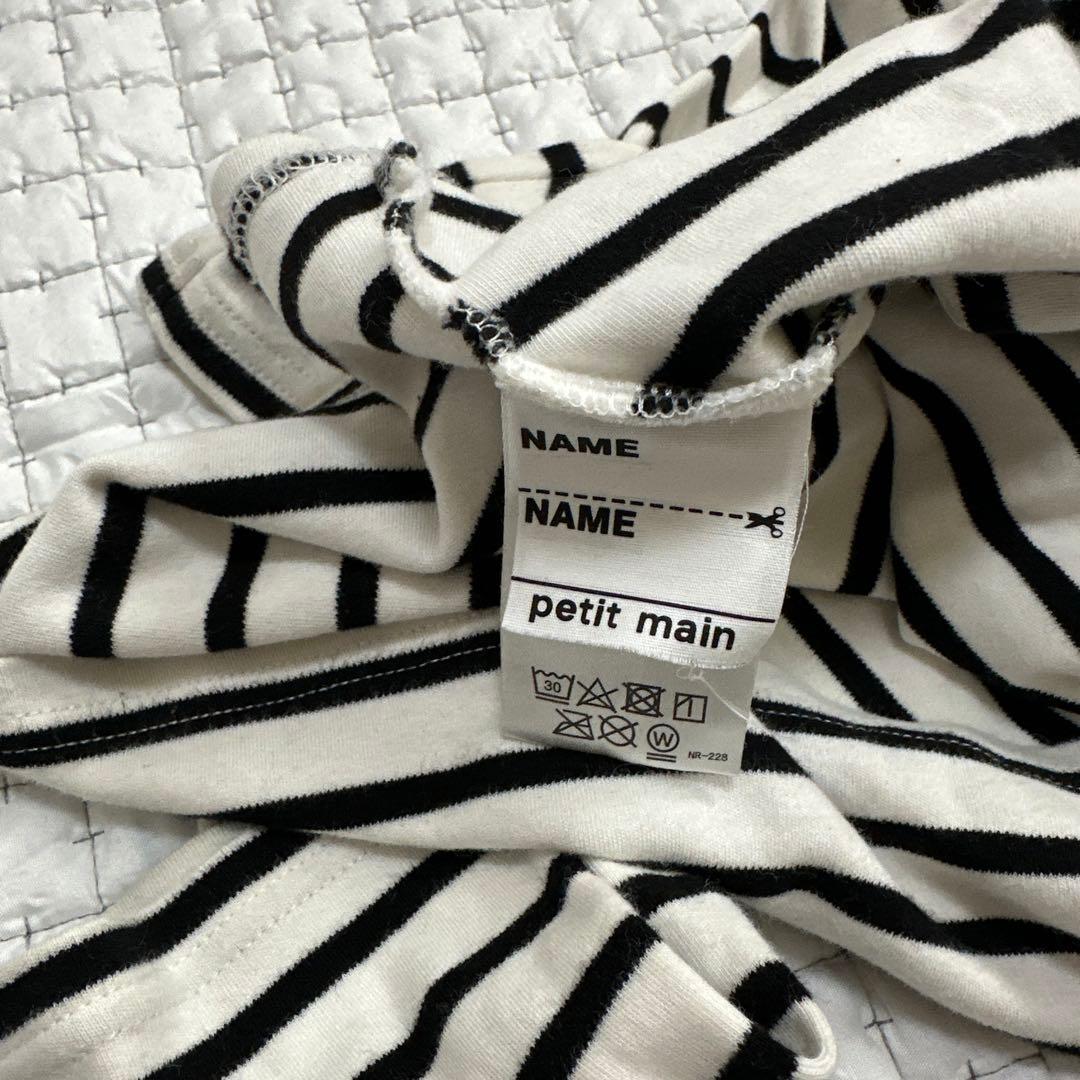 NAME
NAME
petit main
30
W
NR-228